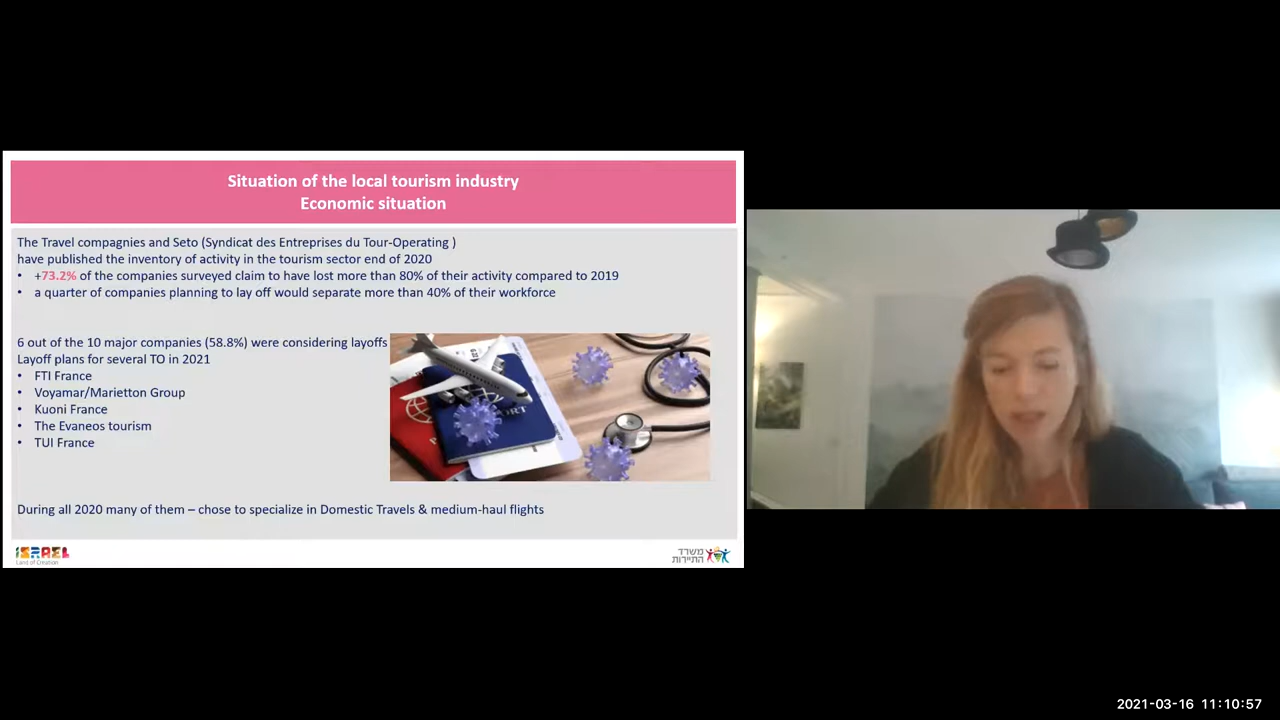 Situation of the local tourism industry
Economic situation
The Travel compagnies and Seto (Syndicat des Entreprises du Tour-Operating )
have published the inventory of activity in the tourism sector end of 2020
• +73.2% of the companies surveyed claim to have lost more than 80% of their activity compared to 2019
• a quarter of companies planning to lay off would separate more than 40% of their workforce
6 out of the 10 major companies (58.8%) were considering layoffs
Layoff plans for several TO in 2021
• FTI France
• Voyamar/Marietton Group
• Kuoni France
• The Evaneos tourism
• TUI France
During all 2020 many of them – chose to specialize in Domestic Travels & medium-haul flights
ISRAEL
Land of Creation
משרד
התיירות
2021-03-16 11:10:57